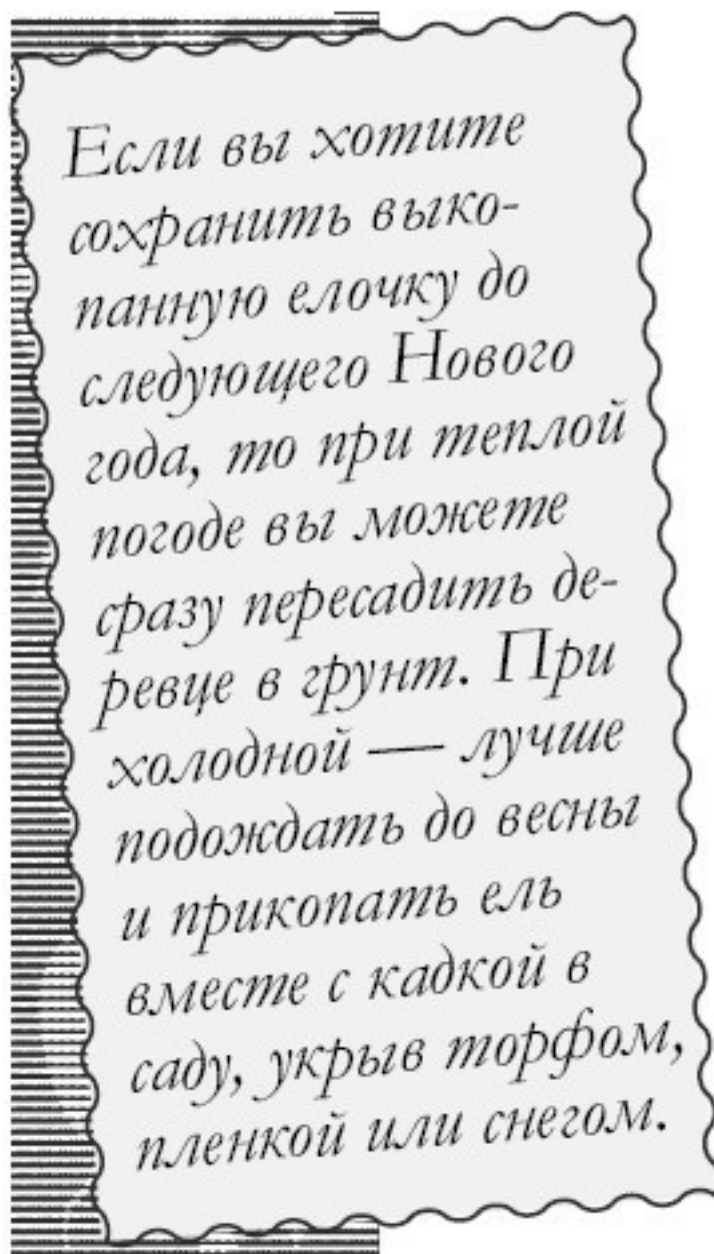 Если вы хотите
сохранить выко-
панную елочку до
следующего Нового
года, то при теплой
погоде вы можете
сразу пересадить де-
ревце в грунт. При
холодной — лучше
подождать до весны
и прикопать ель
вместе с кадкой в
саду, укрыв торфом,
пленкой или снегом.